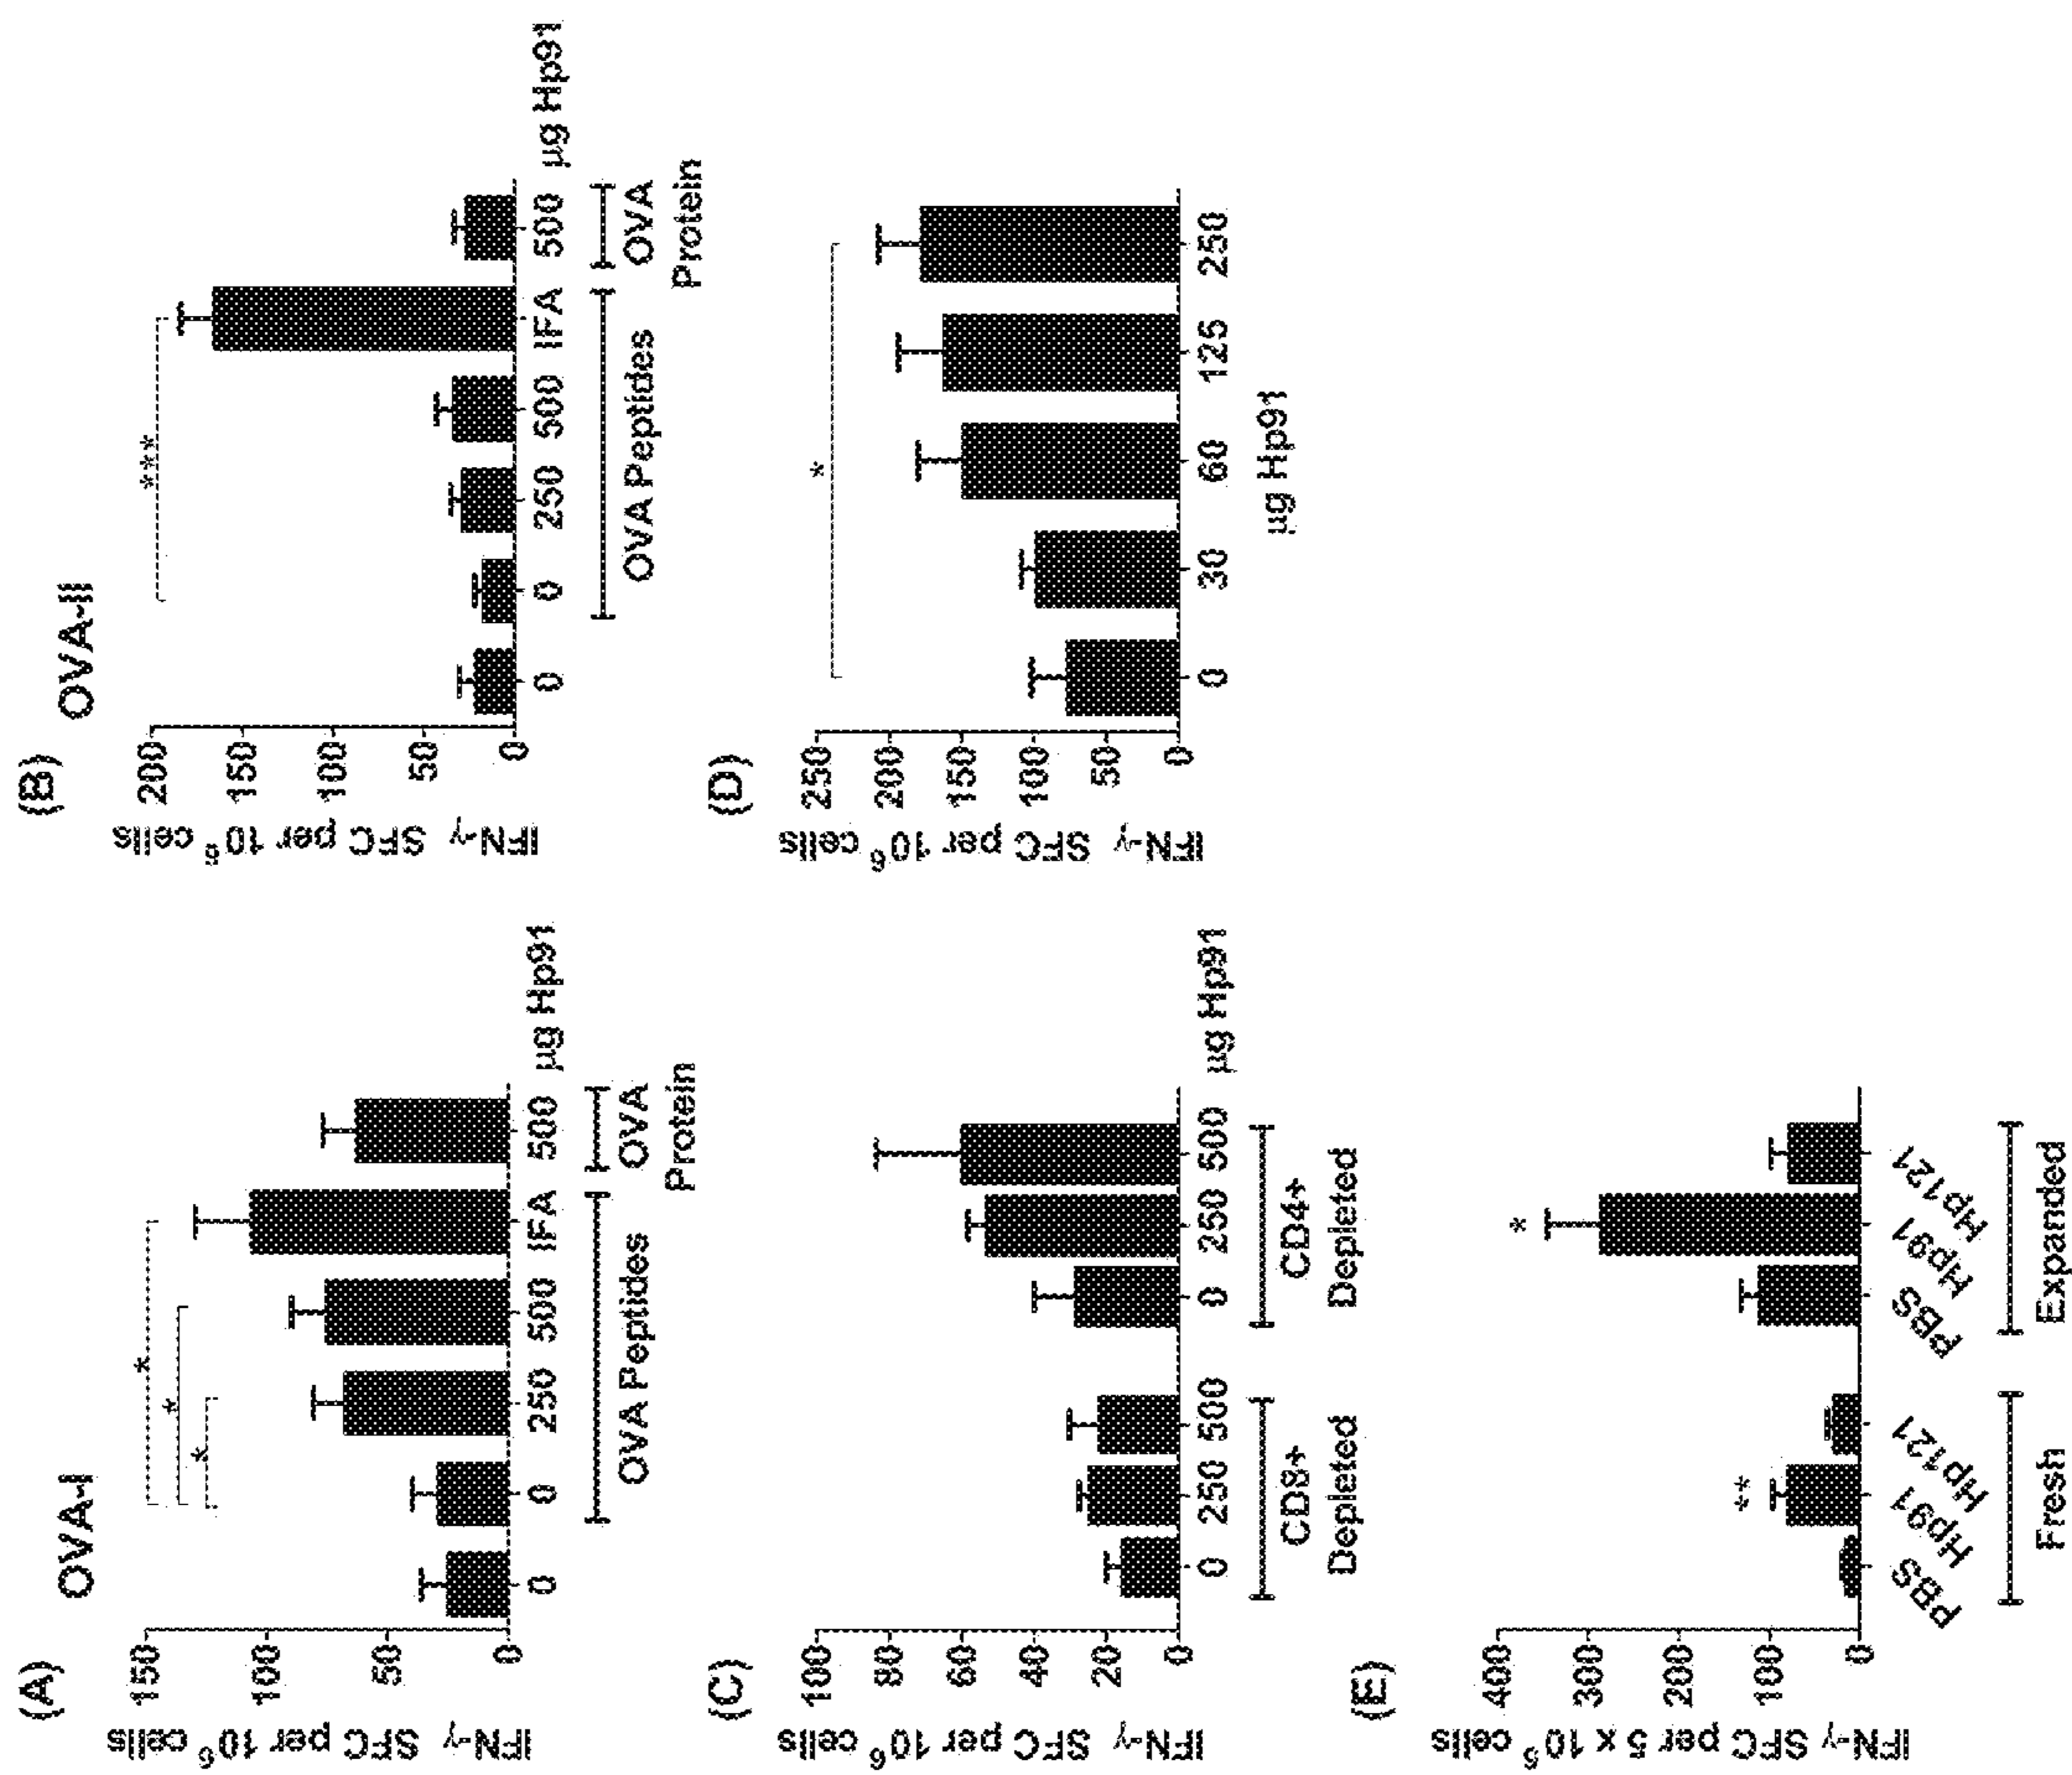 (A)
OVA-I
*
*
*
150
100
50
0
IFN-γ SFC per 10⁶ cells
0 0 250 500 IFA 500 µg Hp91
OVA Peptides OVA
Protein
(B)
OVA-II
***
200
150
100
50
0
IFN-γ SFC per 10⁶ cells
0 0 250 500 IFA 500 µg Hp91
OVA Peptides OVA
Protein
(C)
100
80
60
40
20
0
IFN-γ SFC per 10⁶ cells
0 250 500 0 250 500 µg Hp91
CD8+ CD4+
Depleted Depleted
(D)
*
250
200
150
100
50
0
IFN-γ SFC per 10⁶ cells
0 30 60 125 250
µg Hp91
(E)
** *
400
300
200
100
0
IFN-γ SFC per 5 x 10⁵ cells
PBS Hp91 Hp121 PBS Hp91 Hp121
Fresh Expanded